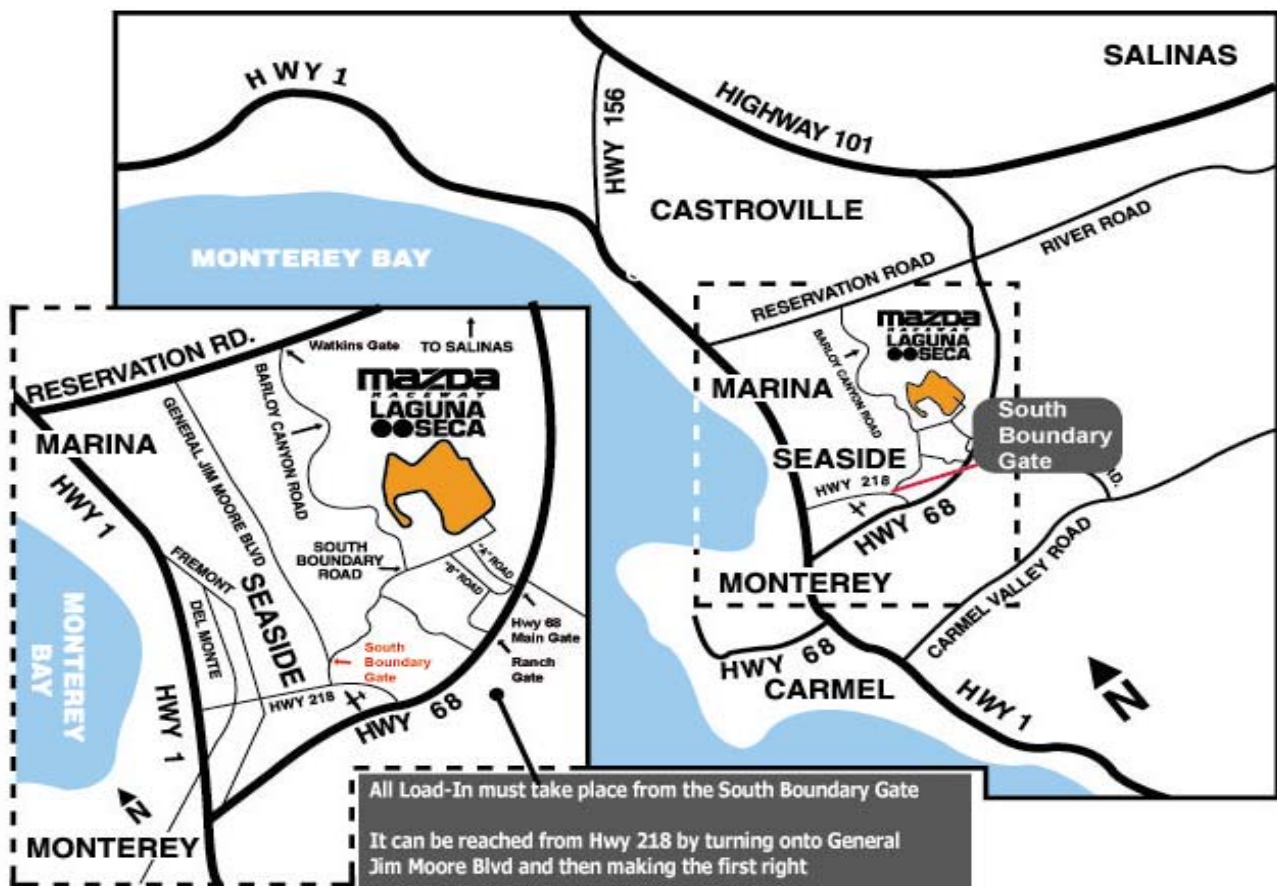 HWY 1
HWY 156
HIGHWAY 101
SALINAS
CASTROVILLE
MONTEREY BAY
RESERVATION ROAD
RIVER ROAD
BARLOY CANYON ROAD
mazda
RACEWAY
LAGUNA
SECA
MARINA
SEASIDE
South
Boundary
Gate
RD.
HWY 218
HWY 68
MONTEREY
HWY 68
CARMEL
CARMEL VALLEY ROAD
HWY 1
N
RESERVATION RD.
Watkins Gate
TO SALINAS
mazda
RACEWAY
LAGUNA
SECA
MARINA
GENERAL JIM MOORE BLVD
BARLOY CANYON ROAD
HWY 1
FREMONT
DEL MONTE
SEASIDE
SOUTH
BOUNDARY
ROAD
"A" ROAD
"B" ROAD
Hwy 68
Main Gate
Ranch
Gate
South
Boundary
Gate
MONTEREY
BAY
HWY 218
HWY 68
HWY 1
N
MONTEREY
All Load-In must take place from the South Boundary Gate
It can be reached from Hwy 218 by turning onto General
Jim Moore Blvd and then making the first right